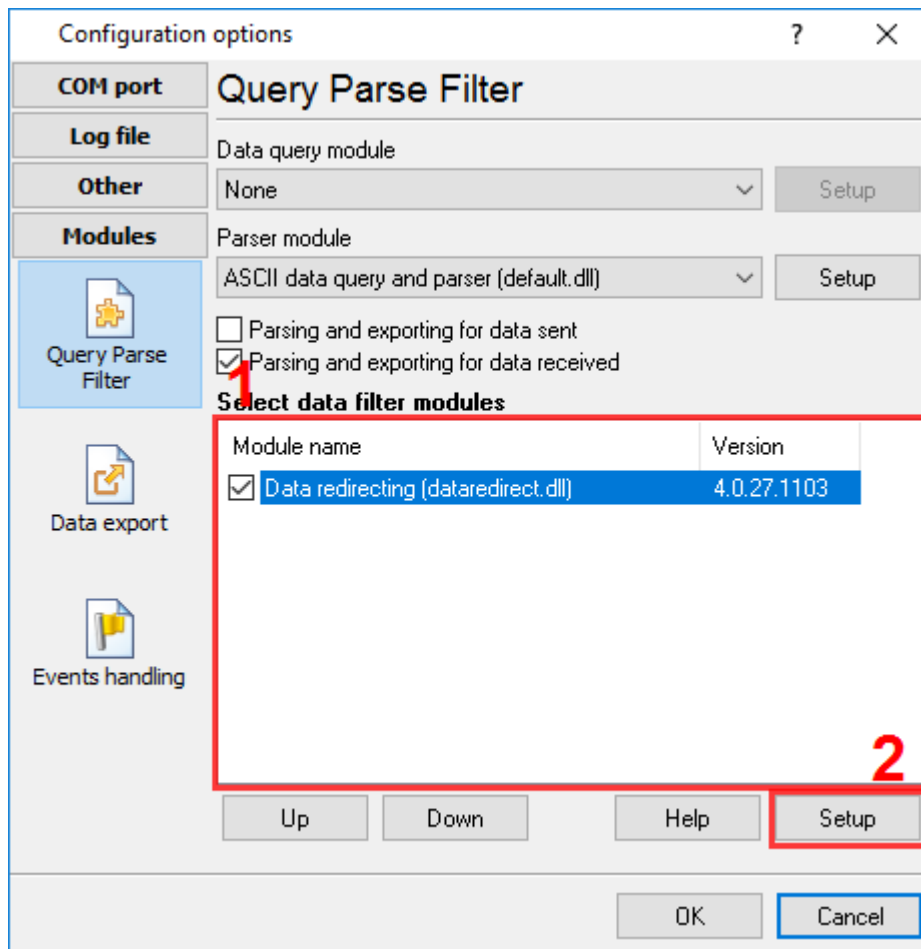 Configuration options
?
COM port
Log file
Other
Modules
Query Parse
Filter
Data export
Events handling
Query Parse Filter
Data query module
None
Setup
Parser module
ASCII data query and parser (default.dll)
Setup
Parsing and exporting for data sent
Parsing and exporting for data received
1
Select data filter modules
Module name Version
Data redirecting (dataredirect.dll) 4.0.27.1103
2
Up Down Help Setup
OK Cancel